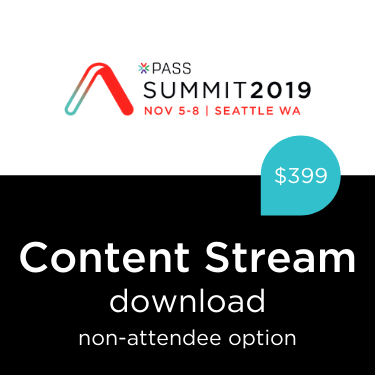 PASS
SUMMIT2019
NOV 5-8 | SEATTLE WA
$399
Content Stream
download
non-attendee option